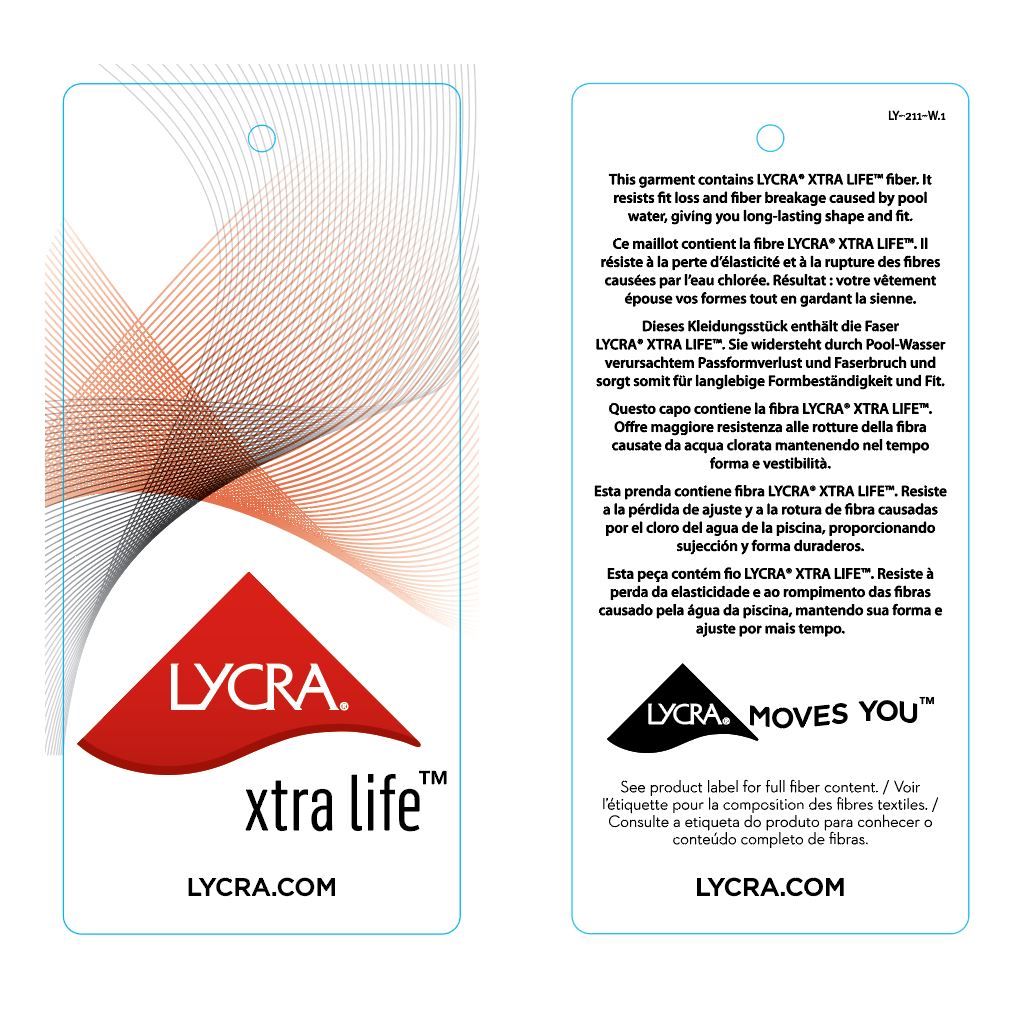 LYCRA®
xtra life™
LYCRA.COM
LY-211-W.1
This garment contains LYCRA® XTRA LIFE™ fiber. It
resists fit loss and fiber breakage caused by pool
water, giving you long-lasting shape and fit.
Ce maillot contient la fibre LYCRA® XTRA LIFE™. Il
résiste à la perte d'élasticité et à la rupture des fibres
causées par l'eau chlorée. Résultat : votre vêtement
épouse vos formes tout en gardant la sienne.
Dieses Kleidungsstück enthält die Faser
LYCRA® XTRA LIFE™. Sie widersteht durch Pool-Wasser
verursachtem Passformverlust und Faserbruch und
sorgt somit für langlebige Formbeständigkeit und Fit.
Questo capo contiene la fibra LYCRA® XTRA LIFE™.
Offre maggiore resistenza alle rotture della fibra
causate da acqua clorata mantenendo nel tempo
forma e vestibilità.
Esta prenda contiene fibra LYCRA® XTRA LIFE™. Resiste
a la pérdida de ajuste y a la rotura de fibra causadas
por el cloro del agua de la piscina, proporcionando
sujección y forma duraderos.
Esta peça contém fio LYCRA® XTRA LIFE™. Resiste à
perda da elasticidade e ao rompimento das fibras
causado pela água da piscina, mantendo sua forma e
ajuste por mais tempo.
LYCRA® MOVES YOU™
See product label for full fiber content. / Voir
l'étiquette pour la composition des fibres textiles. /
Consulte a etiqueta do produto para conhecer o
conteúdo completo de fibras.
LYCRA.COM